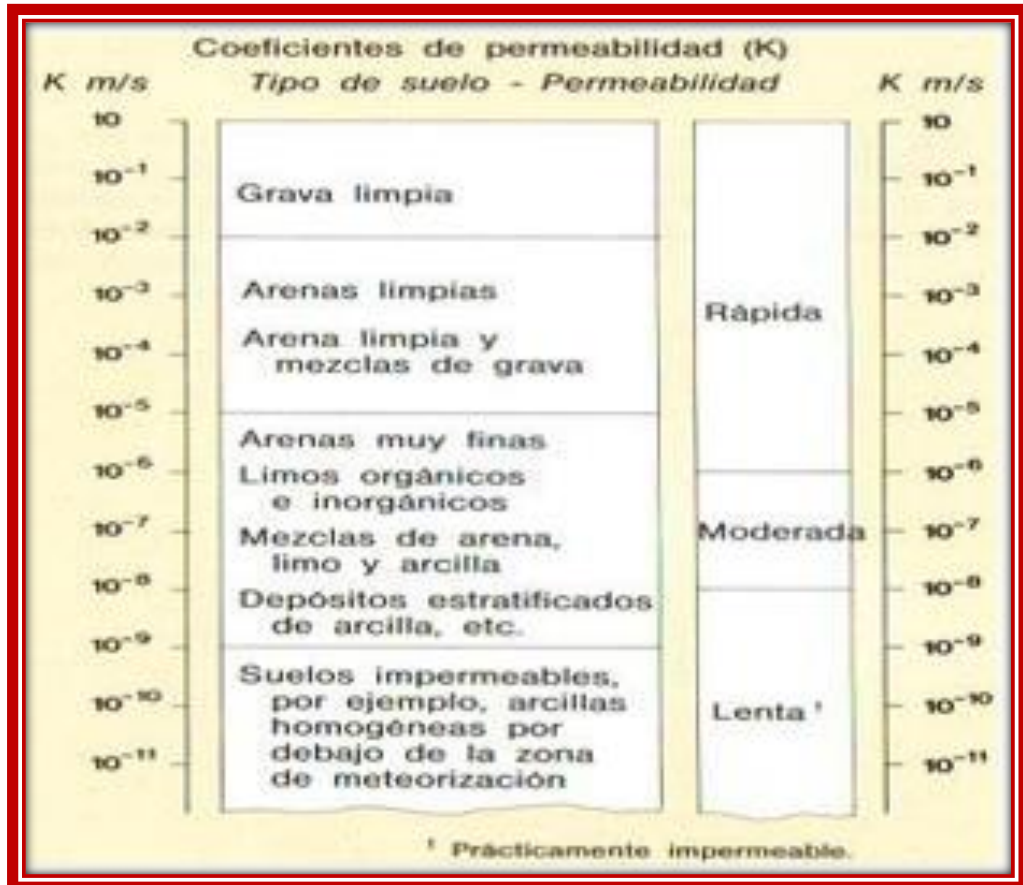 Coeficientes de permeabilidad (K)
K m/s Tipo de suelo - Permeabilidad K m/s
10 10
10⁻¹ 10⁻¹
Grava limpia
10⁻² 10⁻²
10⁻³ Arenas limpias 10⁻³
Rápida
Arena limpia y
10⁻⁴ mezclas de grava 10⁻⁴
10⁻⁵ 10⁻⁵
Arenas muy finas
10⁻⁶ Limos orgánicos 10⁻⁶
e inorgánicos
10⁻⁷ Mezclas de arena, Moderada 10⁻⁷
limo y arcilla
10⁻⁸ Depósitos estratificados 10⁻⁸
de arcilla, etc.
10⁻⁹ 10⁻⁹
Suelos impermeables,
10⁻¹⁰ por ejemplo, arcillas Lenta ¹ 10⁻¹⁰
homogéneas por
debajo de la zona
10⁻¹¹ de meteorización 10⁻¹¹
¹ Prácticamente impermeable.